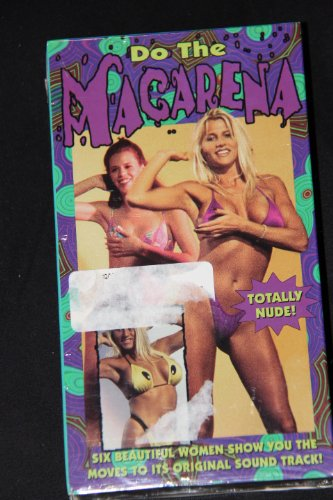 Do The
MACARENA
TOTALLY
NUDE!
SIX BEAUTIFUL WOMEN SHOW YOU THE
MOVES TO ITS ORIGINAL SOUND TRACK!